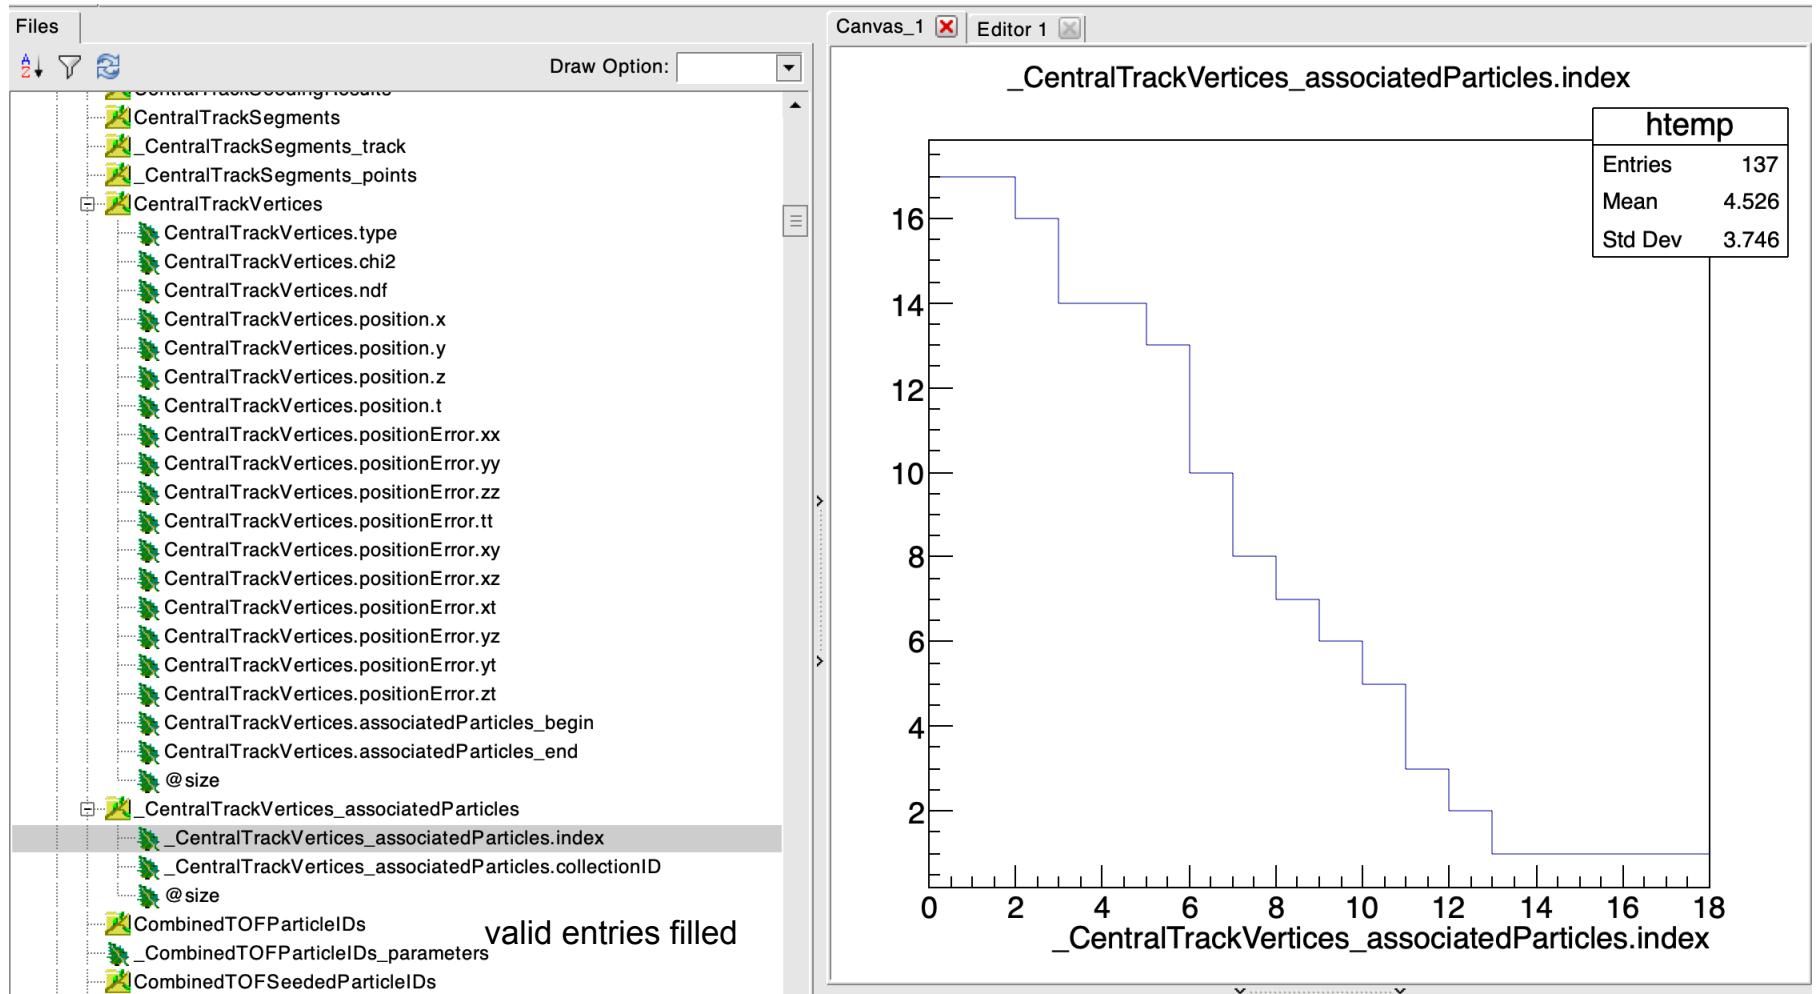 Files
Draw Option:
CentralTrackSeedingResults
CentralTrackSegments
_CentralTrackSegments_track
_CentralTrackSegments_points
CentralTrackVertices
CentralTrackVertices.type
CentralTrackVertices.chi2
CentralTrackVertices.ndf
CentralTrackVertices.position.x
CentralTrackVertices.position.y
CentralTrackVertices.position.z
CentralTrackVertices.position.t
CentralTrackVertices.positionError.xx
CentralTrackVertices.positionError.yy
CentralTrackVertices.positionError.zz
CentralTrackVertices.positionError.tt
CentralTrackVertices.positionError.xy
CentralTrackVertices.positionError.xz
CentralTrackVertices.positionError.xt
CentralTrackVertices.positionError.yz
CentralTrackVertices.positionError.yt
CentralTrackVertices.positionError.zt
CentralTrackVertices.associatedParticles_begin
CentralTrackVertices.associatedParticles_end
@size
_CentralTrackVertices_associatedParticles
_CentralTrackVertices_associatedParticles.index
_CentralTrackVertices_associatedParticles.collectionID
@size
CombinedTOFParticleIDs
valid entries filled
_CombinedTOFParticleIDs_parameters
CombinedTOFSeededParticleIDs
Canvas_1 Editor 1
_CentralTrackVertices_associatedParticles.index
htemp
Entries 137
Mean 4.526
Std Dev 3.746
16
14
12
10
8
6
4
2
0 2 4 6 8 10 12 14 16 18
_CentralTrackVertices_associatedParticles.index